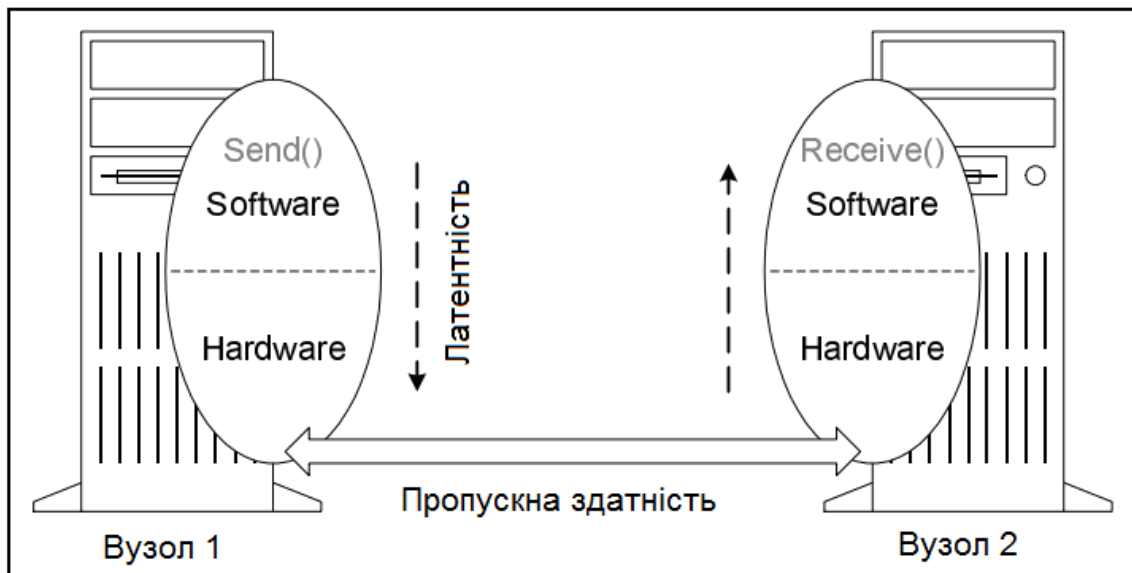 Send()
Software
Hardware
Латентність
Receive()
Software
Hardware
Пропускна здатність
Вузол 1
Вузол 2